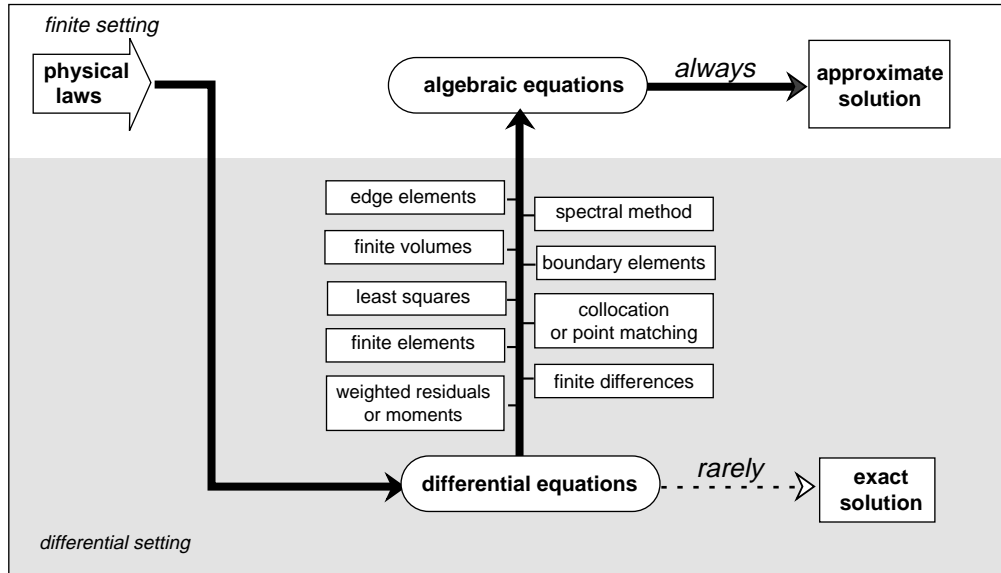 finite setting
physical
laws
algebraic equations
always
approximate
solution
edge elements
spectral method
finite volumes
boundary elements
least squares
collocation
or point matching
finite elements
finite differences
weighted residuals
or moments
differential equations
rarely
exact
solution
differential setting